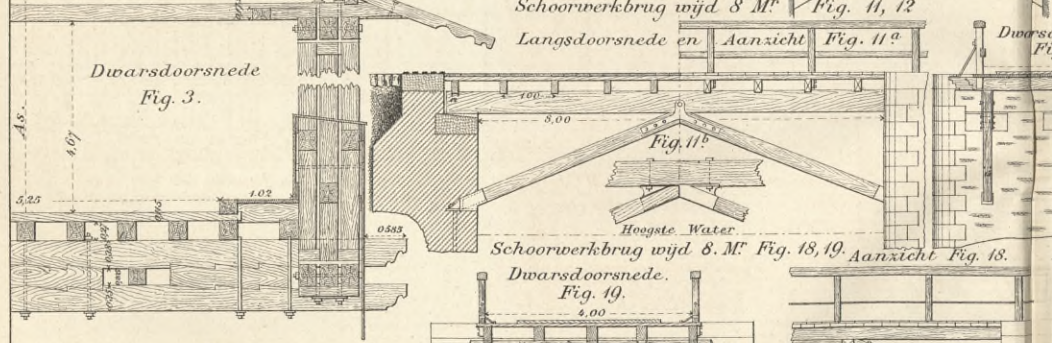 Schoorwerkbrug wijd 8 Mr. Fig. 11, 12
Langsdoorsnede en Aanzicht Fig. 11a
Dwarsdoorsnede
Fig. 3.
As.
4,67
1.00
8,00
Fig. 11b
5,25
1.02
0585
Hoogste Water
Schoorwerkbrug wijd 8. Mr. Fig. 18, 19.
Aanzicht Fig. 18.
Dwarsdoorsnede.
Fig. 19.
4,00